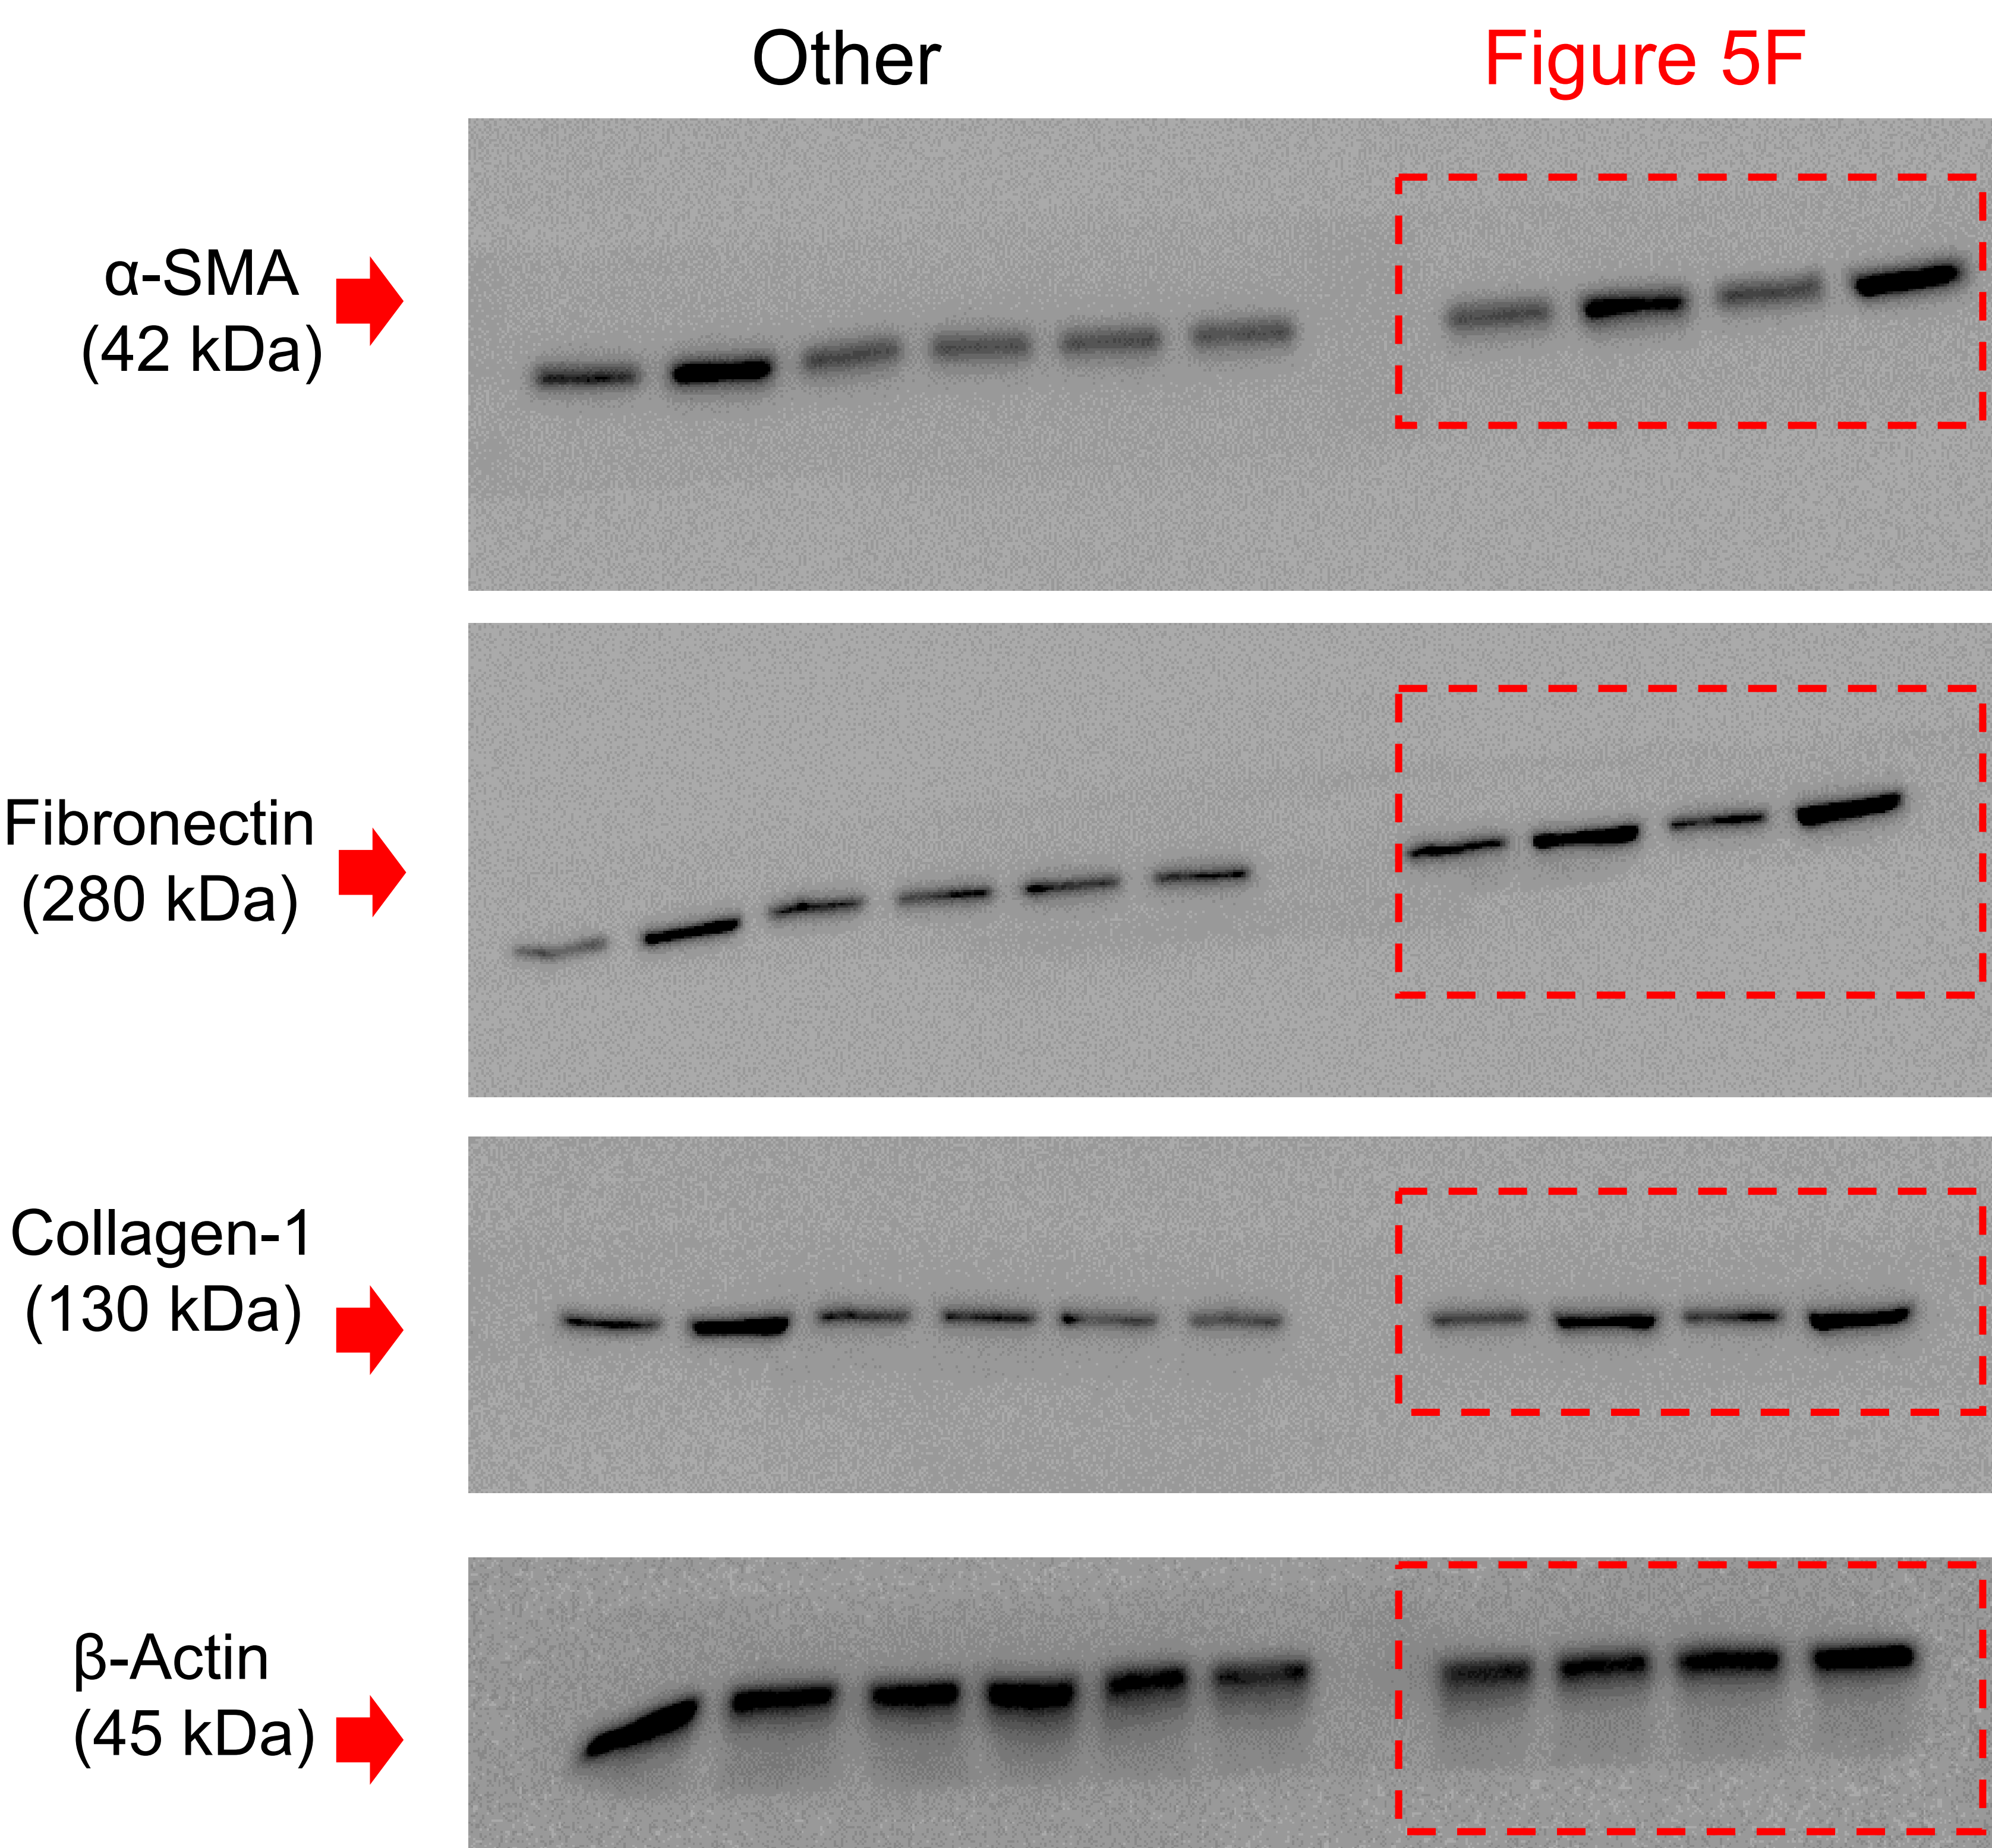 Other
Figure 5F
α-SMA
(42 kDa)
Fibronectin
(280 kDa)
Collagen-1
(130 kDa)
β-Actin
(45 kDa)